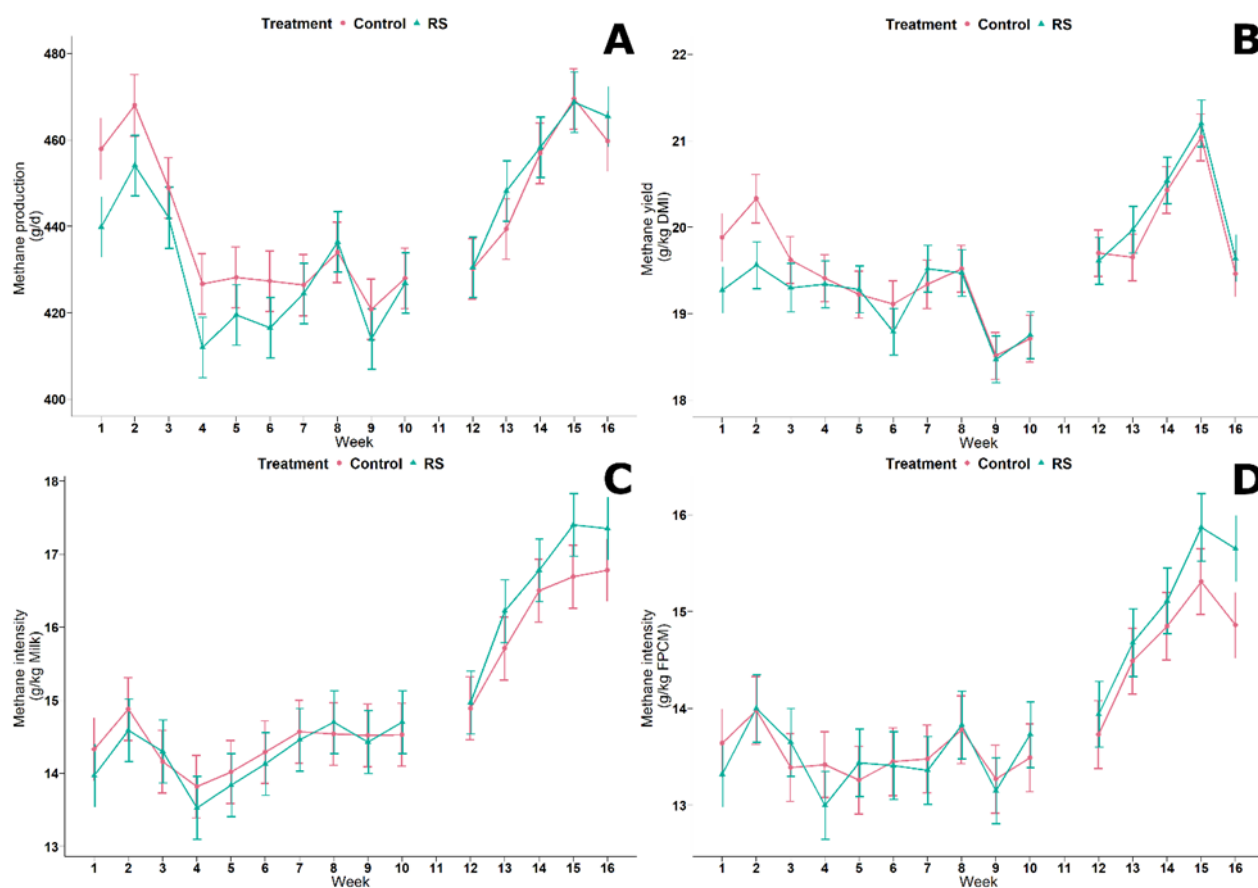 Treatment Control RS
A
480
460
440
420
400
Methane production
(g/d)
1 2 3 4 5 6 7 8 9 10 11 12 13 14 15 16
Week
Treatment Control RS
B
22
21
20
19
18
Methane yield
(g/kg DMI)
1 2 3 4 5 6 7 8 9 10 11 12 13 14 15 16
Week
Treatment Control RS
C
18
17
16
15
14
13
Methane intensity
(g/kg Milk)
1 2 3 4 5 6 7 8 9 10 11 12 13 14 15 16
Week
Treatment Control RS
D
16
15
14
13
Methane intensity
(g/kg FPCM)
1 2 3 4 5 6 7 8 9 10 11 12 13 14 15 16
Week